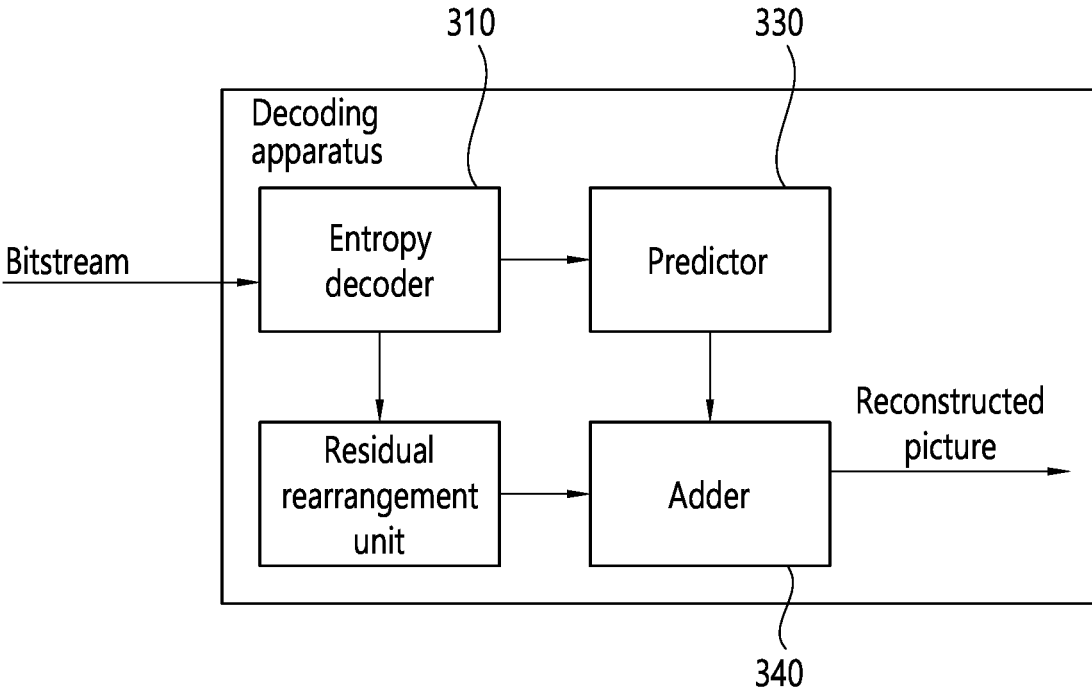 310
330
Decoding
apparatus
Bitstream
Entropy
decoder
Predictor
Residual
rearrangement
unit
Adder
Reconstructed
picture
340